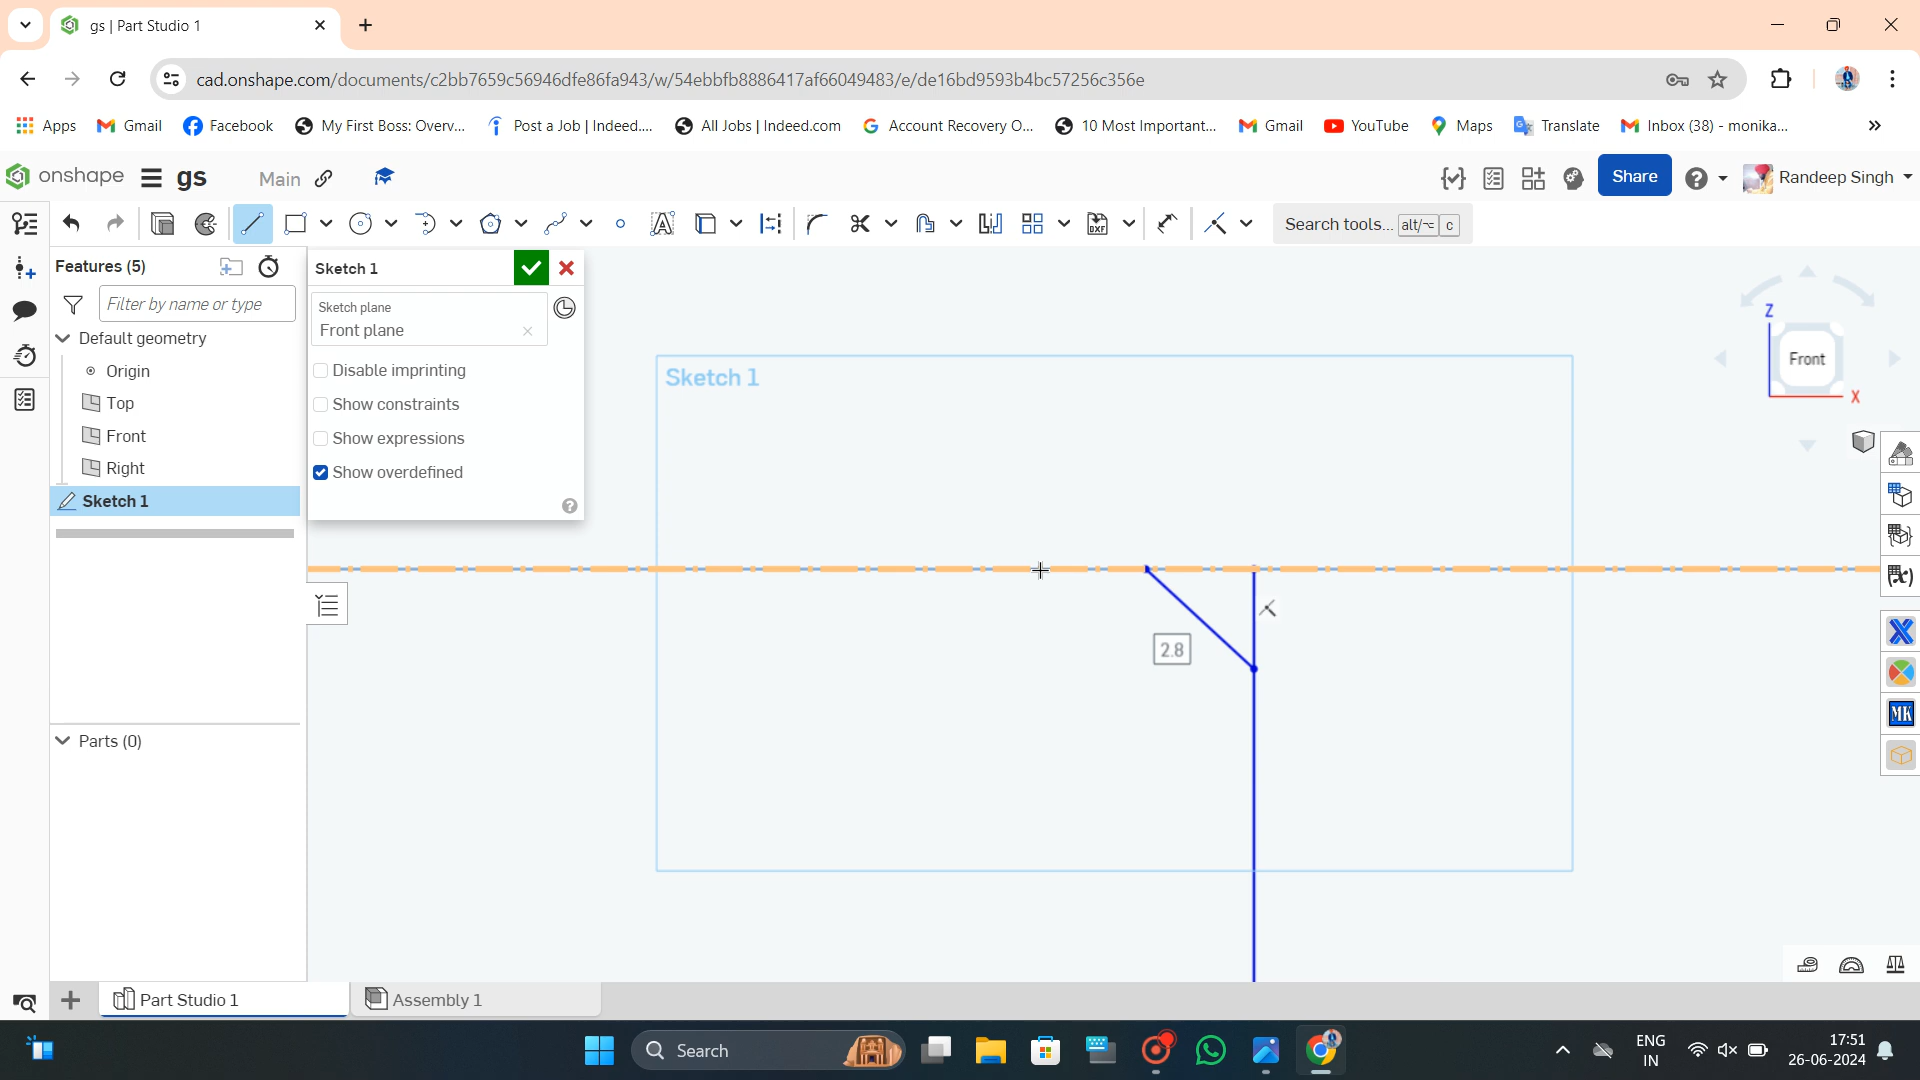 gs | Part Studio 1
cad.onshape.com/documents/c2bb7659c56946dfe86fa943/w/54ebbfb8886417af66049483/e/de16bd9593b4bc57256c356e
Apps
Gmail
Facebook
My First Boss: Overv...
Post a Job | Indeed....
All Jobs | Indeed.com
Account Recovery O...
10 Most Important...
Gmail
YouTube
Maps
Translate
Inbox (38) - monika...
onshape
gs
Main
Share
Randeep Singh
DXF
Search tools... alt/⌥ c
Features (5)
Filter by name or type
Default geometry
Origin
Top
Front
Right
Sketch 1
Parts (0)
Sketch 1
Sketch plane
Front plane
Disable imprinting
Show constraints
Show expressions
Show overdefined
Sketch 1
2.8
Z
Front
X
(x)
MK
Part Studio 1
Assembly 1
Search
ENG
IN
17:51
26-06-2024